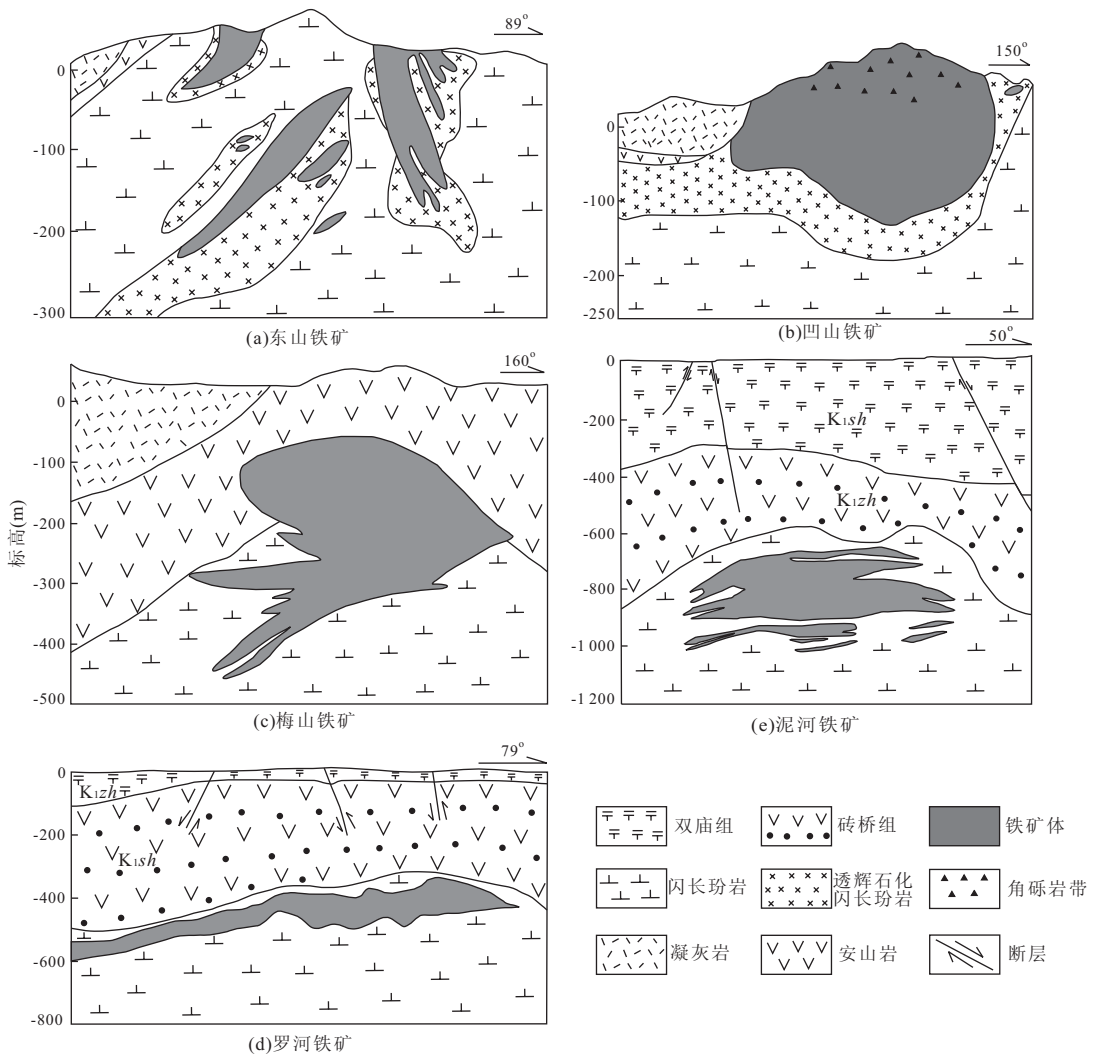 89°
0
-100
-200
-300
(a)东山铁矿
150°
0
-100
-200
-250
(b)凹山铁矿
160°
0
-100
-200
-300
-400
-500
标高(m)
(c)梅山铁矿
50°
0
-200
-400
-600
-800
-1 000
-1 200
K1sh
K1zh
(e)泥河铁矿
79°
0
-200
-400
-600
-800
K1zh
K1sh
(d)罗河铁矿
双庙组
砖桥组
铁矿体
闪长玢岩
透辉石化
闪长玢岩
角砾岩带
凝灰岩
安山岩
断层